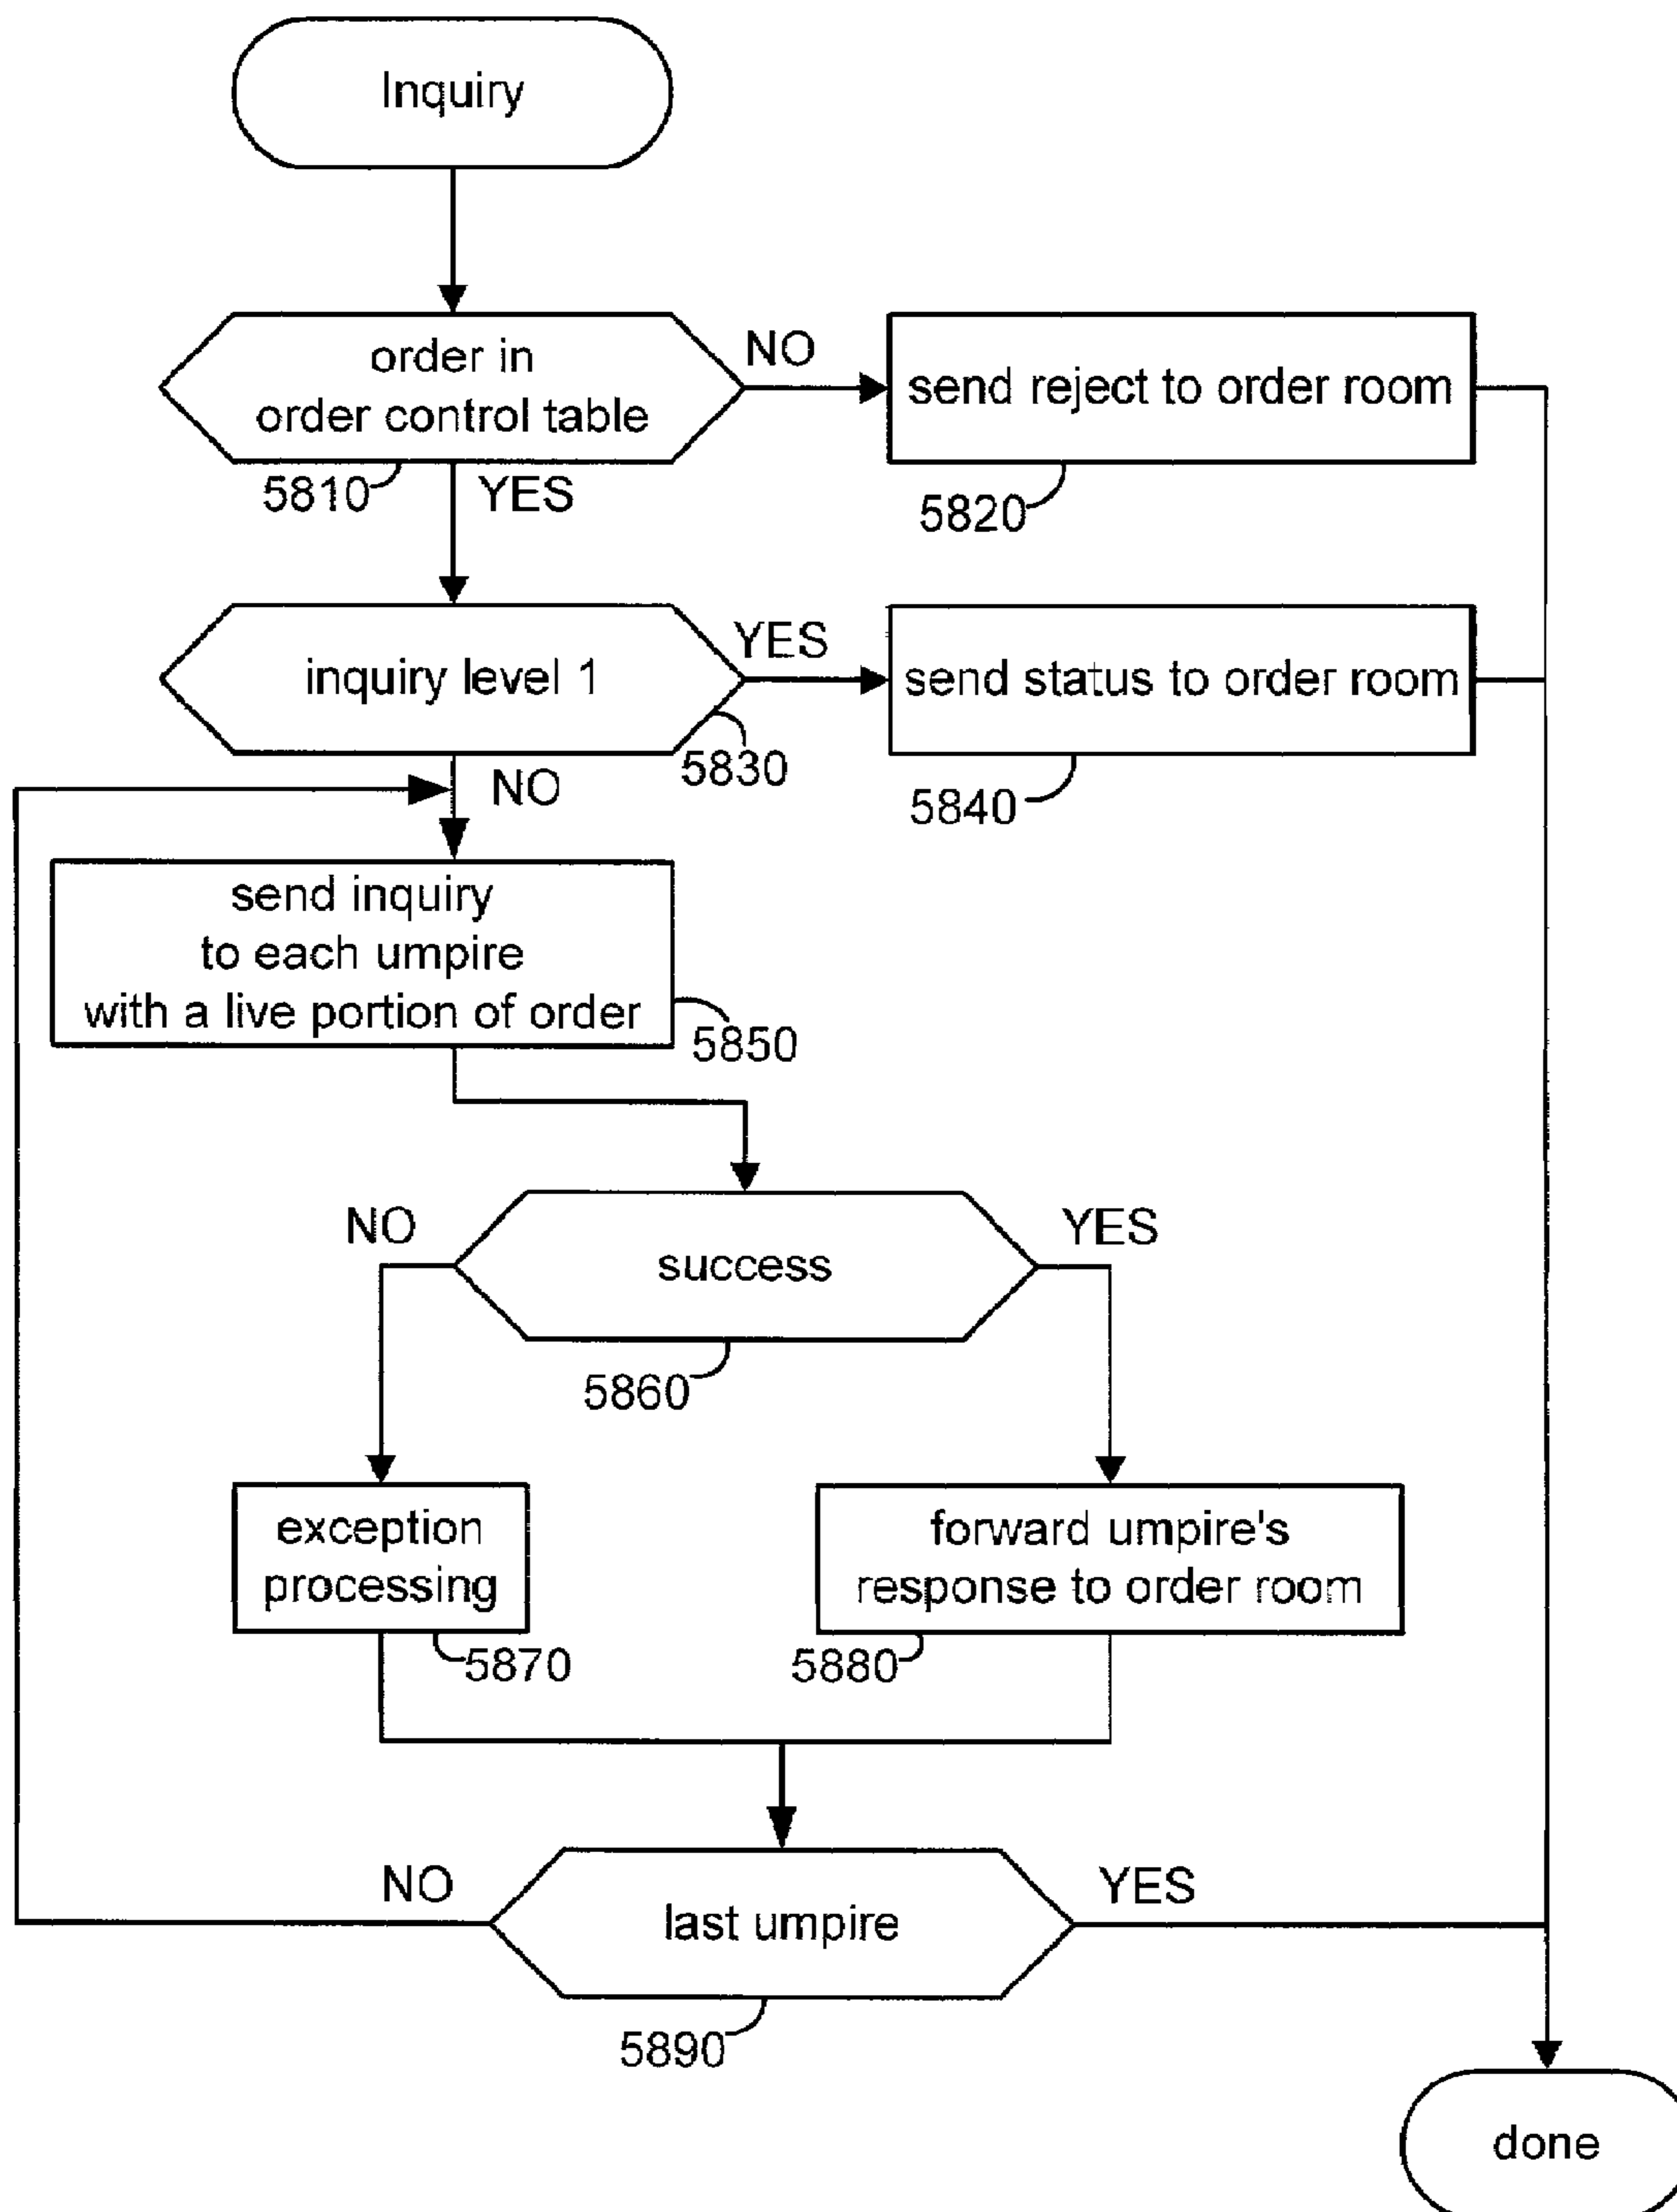 Inquiry
order in
order control table
NO
send reject to order room
5810
YES
5820
inquiry level 1
YES
send status to order room
5830
NO
5840
send inquiry
to each umpire
with a live portion of order
5850
NO
success
YES
5860
exception
processing
forward umpire's
response to order room
5870
5880
NO
last umpire
YES
5890
done